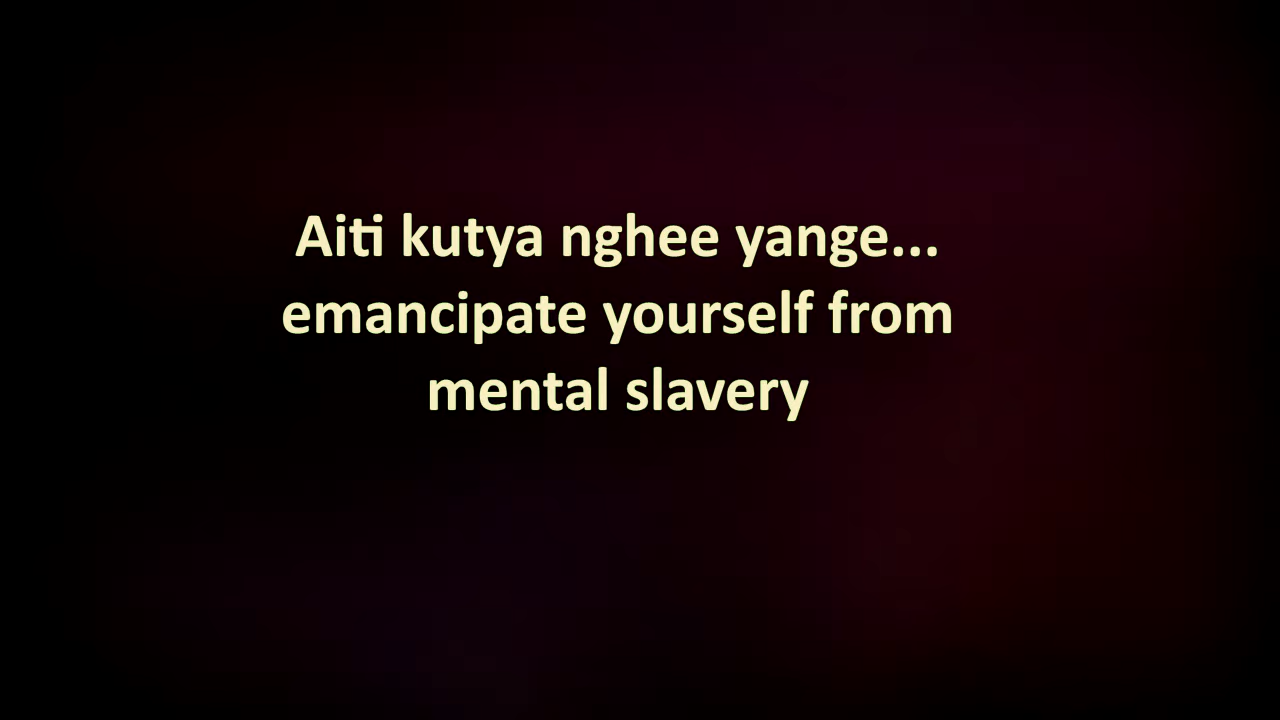 Aiti kutya nghee yange...
emancipate yourself from
mental slavery